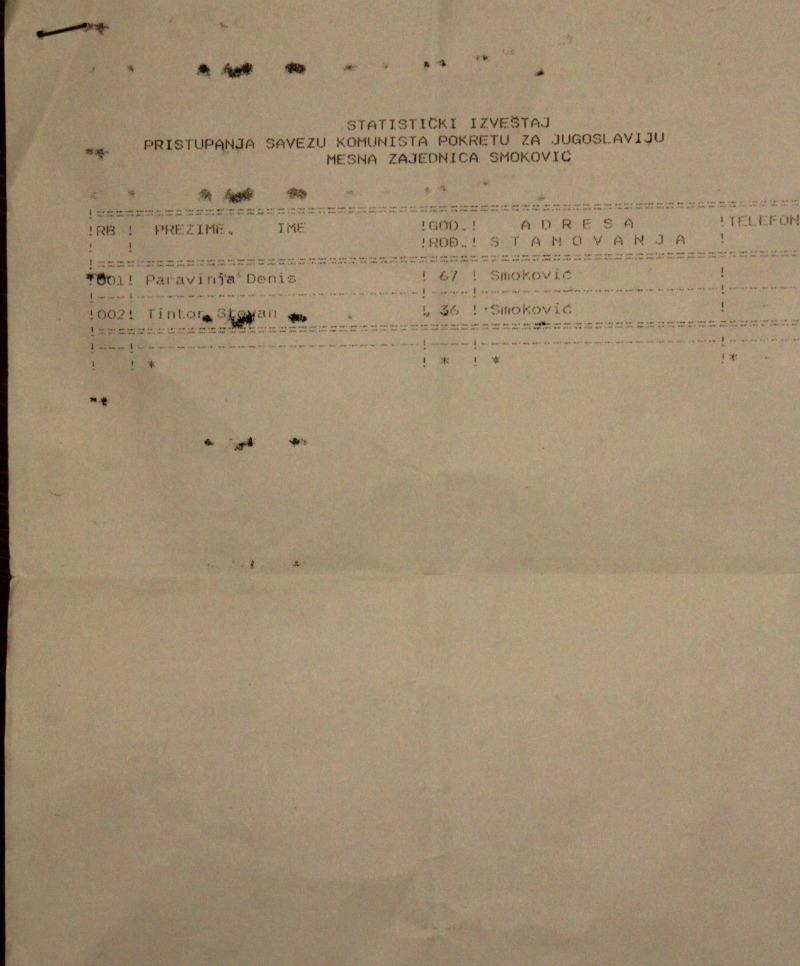 STATISTIČKI IZVEŠTAJ
PRISTUPANJA SAVEZU KOMUNISTA POKRETU ZA JUGOSLAVIJU
MESNA ZAJEDNICA SMOKOVIĆ
!RB ! PREZIME, IME !GOD.! A D R E S A !TELEFON
! ! !ROĐ.! S T A N O V A N J A !
!001! Paravinja Denis ! 67 ! Smoković !
!002! Tintor Stevan ! 36 ! Smoković !
! ! * ! * ! * !*